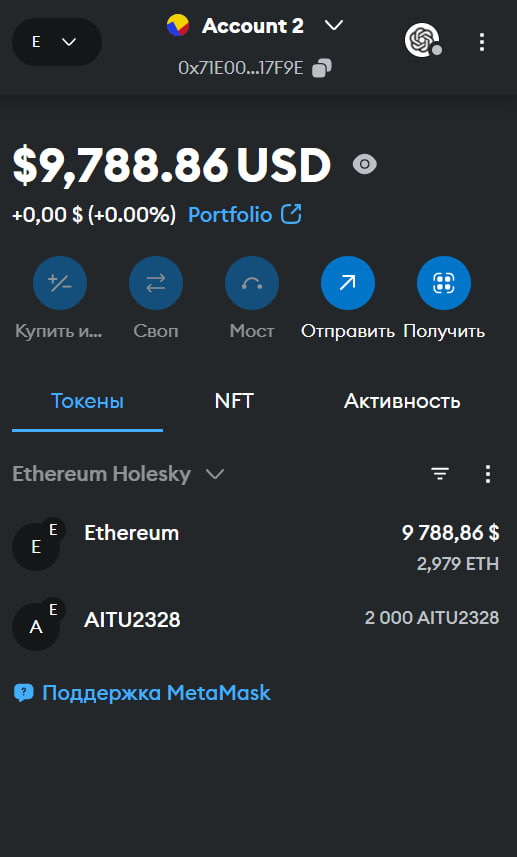 E
Account 2
0x71E00...17F9E
$9,788.86 USD
+0,00 $ (+0.00%) Portfolio
Купить и... Своп Мост Отправить Получить
Токены NFT Активность
Ethereum Holesky
E
E
Ethereum
9 788,86 $
2,979 ETH
E
A
AITU2328
2 000 AITU2328
Поддержка MetaMask